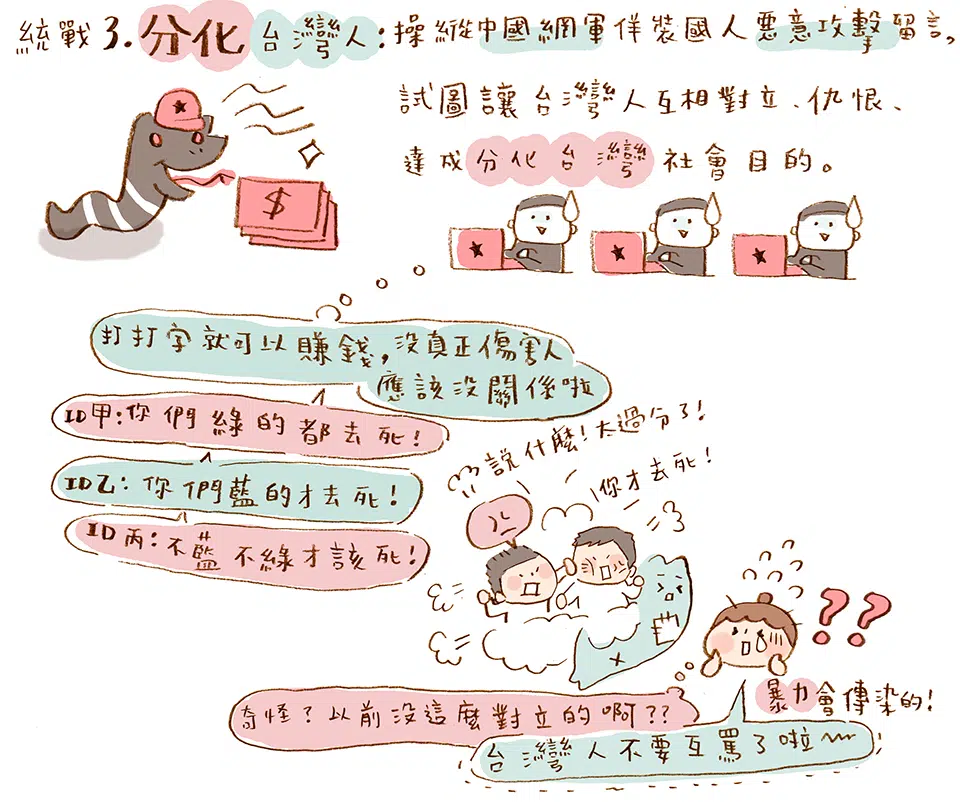 統戰3.分化台灣人:操縱中國網軍佯裝國人惡意攻擊留言,
試圖讓台灣人互相對立、仇恨、
達成分化台灣社會目的。
$
打打字就可以賺錢,沒真正傷害人
應該沒關係啦
ID甲:你們綠的都去死!
ID乙:你們藍的才去死!
ID丙:不藍不綠才該死!
說什麼!太過分了!
你才去死!
??
暴力會傳染的!
奇怪?以前沒這麼對立的啊??
台灣人不要互罵了啦